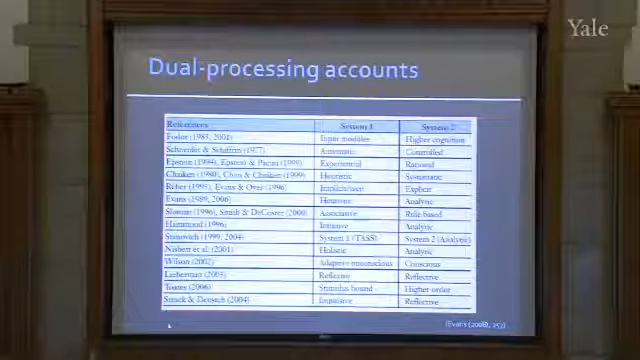 Yale
Dual-processing accounts
References System 1 System 2
Fodor (1983, 2001) Input modules Higher cognition
Schneider & Schiffrin (1977) Automatic Controlled
Epstein (1994), Epstein & Pacini (1999) Experiential Rational
Chaiken (1980), Chen & Chaiken (1999) Heuristic Systematic
Reber (1993), Evans & Over (1996) Implicit/tacit Explicit
Evans (1989, 2006) Heuristic Analytic
Sloman (1996), Smith & DeCoster (2000) Associative Rule based
Hammond (1996) Intuitive Analytic
Stanovich (1999, 2004) System 1 (TASS) System 2 (Analytic)
Nisbett et al. (2001) Holistic Analytic
Wilson (2002) Adaptive unconscious Conscious
Lieberman (2003) Reflexive Reflective
Toates (2006) Stimulus bound Higher order
Strack & Deutsch (2004) Impulsive Reflective
(Evans (2008), 257)